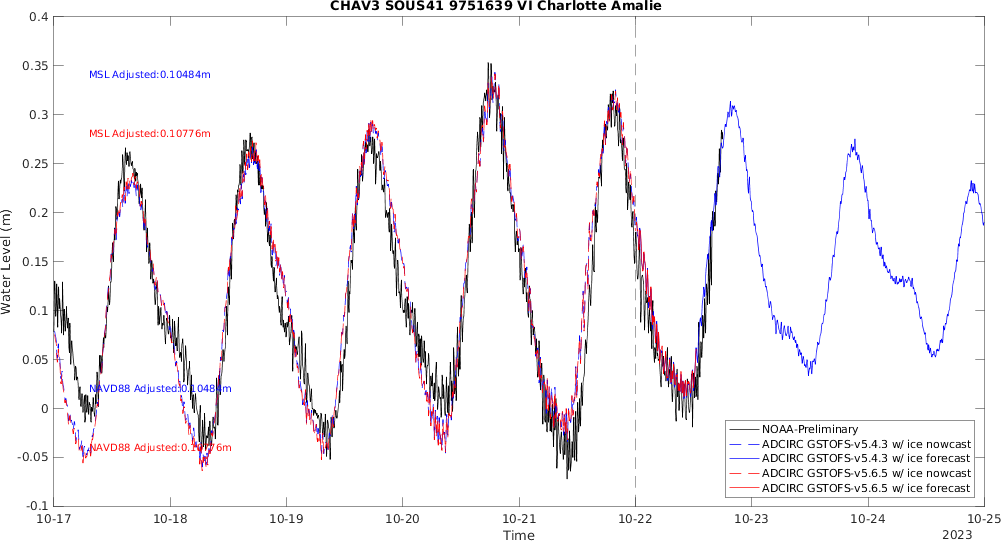 CHAV3 SOUS41 9751639 VI Charlotte Amalie
0.4
0.35
0.3
0.25
0.2
0.15
0.1
0.05
0
-0.05
-0.1
Water Level (m)
MSL Adjusted:0.10484m
MSL Adjusted:0.10776m
NAVD88 Adjusted:0.10484m
NAVD88 Adjusted:0.10776m
NOAA-Preliminary
ADCIRC GSTOFS-v5.4.3 w/ ice nowcast
ADCIRC GSTOFS-v5.4.3 w/ ice forecast
ADCIRC GSTOFS-v5.6.5 w/ ice nowcast
ADCIRC GSTOFS-v5.6.5 w/ ice forecast
10-17 10-18 10-19 10-20 10-21 10-22 10-23 10-24 10-25
Time
2023